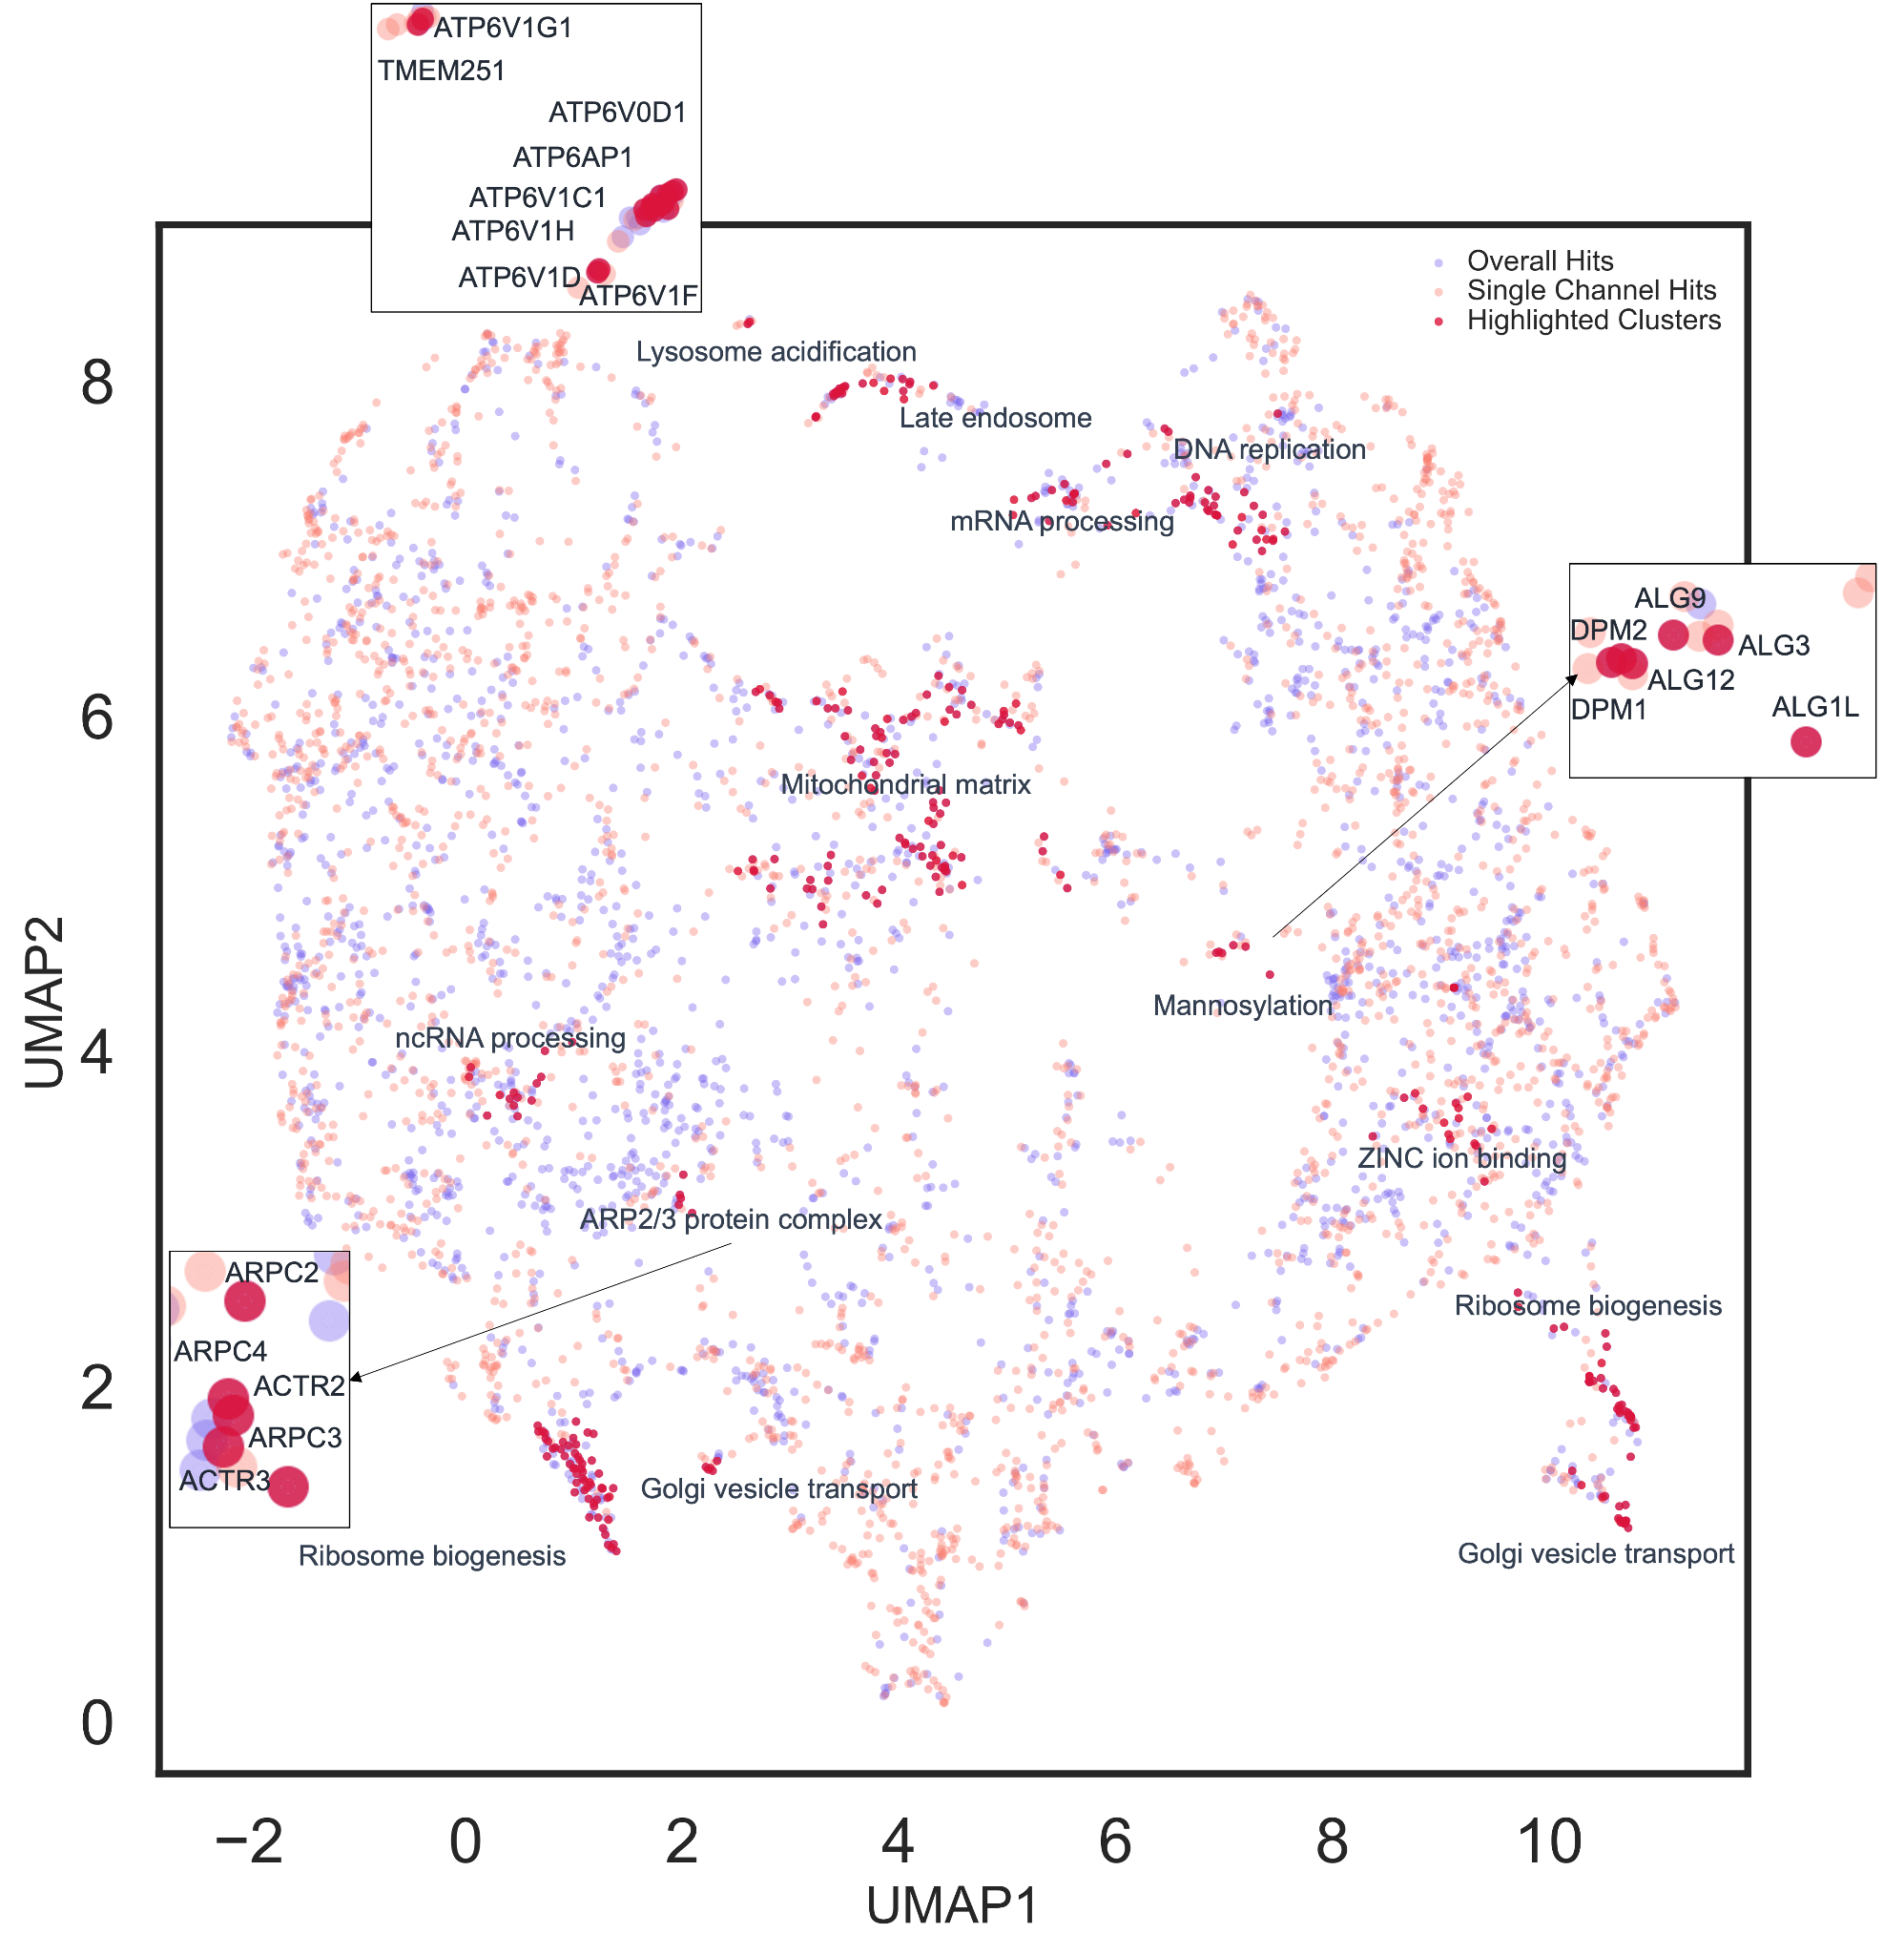 ATP6V1G1
TMEM251
ATP6V0D1
ATP6AP1
ATP6V1C1
ATP6V1H
ATP6V1D
ATP6V1F
Overall Hits
Single Channel Hits
Highlighted Clusters
Lysosome acidification
Late endosome
DNA replication
mRNA processing
ALG9
DPM2
ALG3
ALG12
DPM1
ALG1L
Mitochondrial matrix
Mannosylation
ncRNA processing
ZINC ion binding
ARP2/3 protein complex
ARPC2
ARPC4
ACTR2
ARPC3
ACTR3
Ribosome biogenesis
Golgi vesicle transport
Ribosome biogenesis
Golgi vesicle transport
8
6
4
2
0
UMAP2
−2 0 2 4 6 8 10
UMAP1